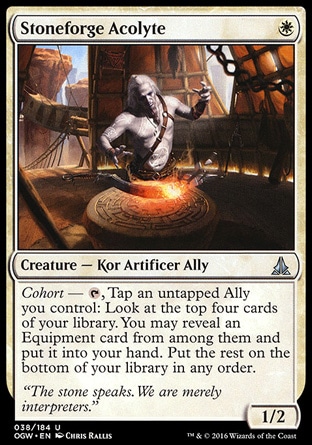 Stoneforge Acolyte
Creature — Kor Artificer Ally
Cohort — , Tap an untapped Ally
you control: Look at the top four cards
of your library. You may reveal an
Equipment card from among them and
put it into your hand. Put the rest on the
bottom of your library in any order.
"The stone speaks. We are merely
interpreters."
1/2
038/184 U
OGW • EN CHRIS RALLIS
™ & © 2016 Wizards of the Coast